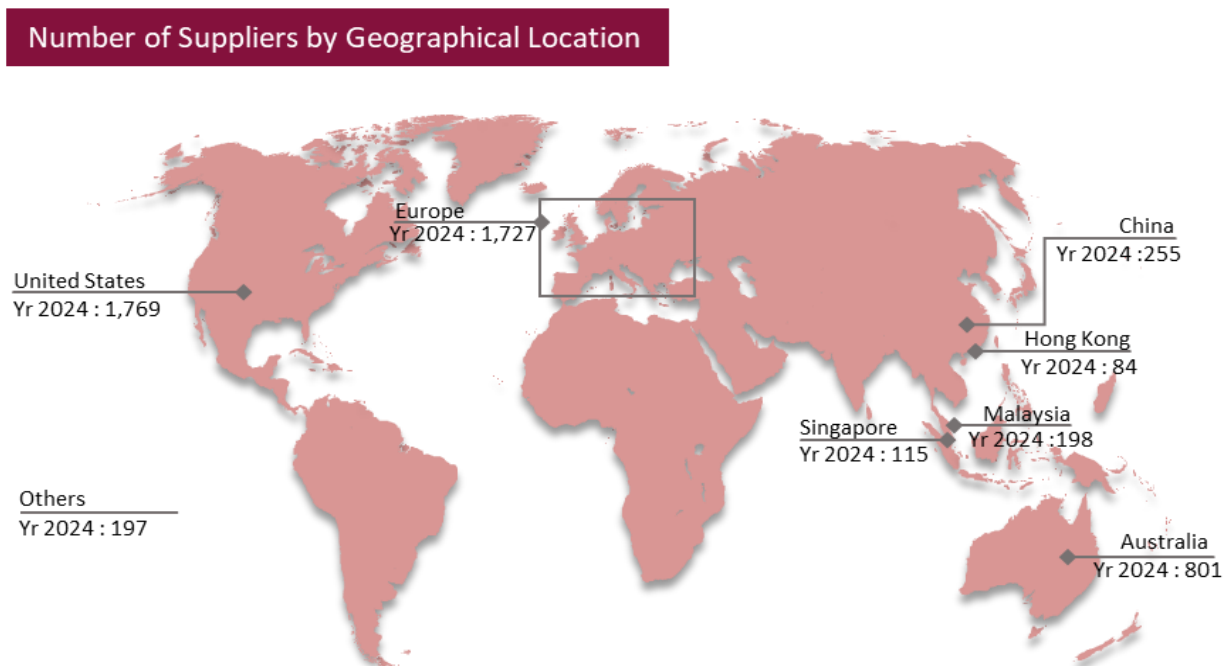 Number of Suppliers by Geographical Location
Europe
Yr 2024 : 1,727
China
Yr 2024 :255
United States
Yr 2024 : 1,769
Hong Kong
Yr 2024 : 84
Malaysia
Yr 2024 :198
Singapore
Yr 2024 : 115
Others
Yr 2024 : 197
Australia
Yr 2024 : 801